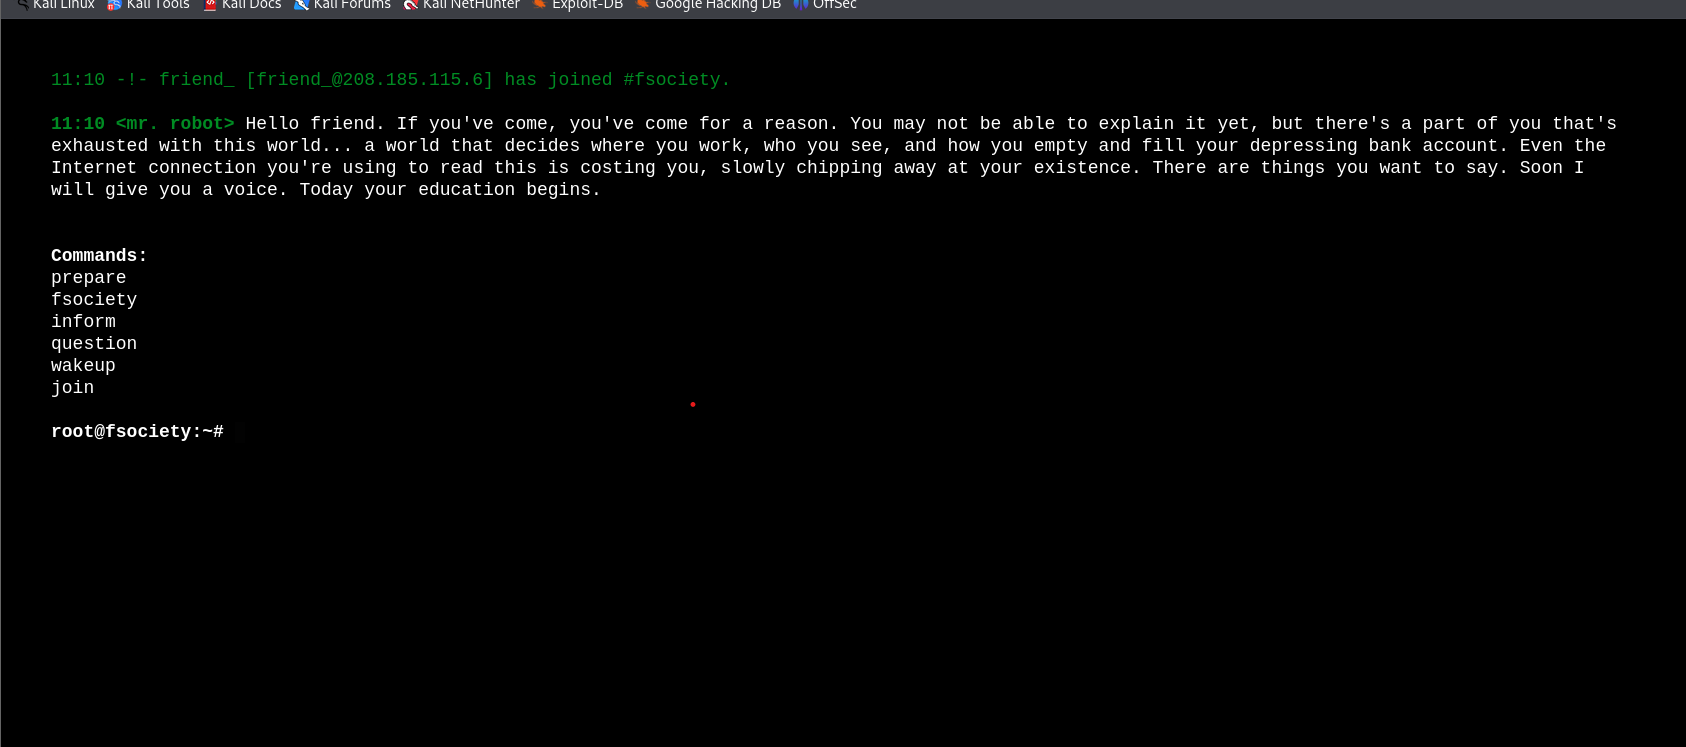 Kali Linux Kali Tools Kali Docs Kali Forums Kali NetHunter Exploit-DB Google Hacking DB OffSec
11:10 -!- friend_ [friend_@208.185.115.6] has joined #fsociety.
11:10 <mr. robot> Hello friend. If you've come, you've come for a reason. You may not be able to explain it yet, but there's a part of you that's
exhausted with this world... a world that decides where you work, who you see, and how you empty and fill your depressing bank account. Even the
Internet connection you're using to read this is costing you, slowly chipping away at your existence. There are things you want to say. Soon I
will give you a voice. Today your education begins.
Commands:
prepare
fsociety
inform
question
wakeup
join
root@fsociety:~#